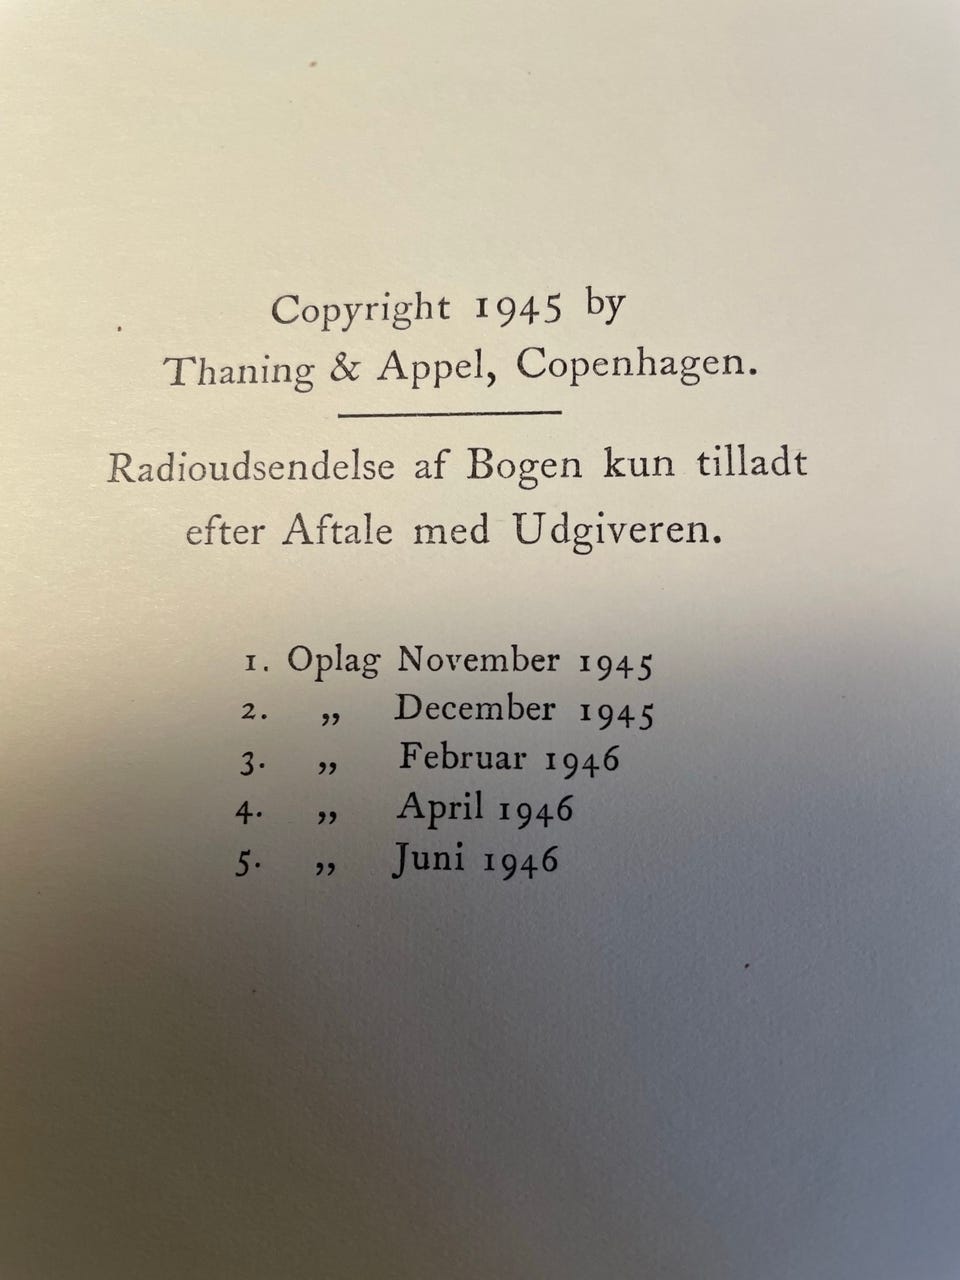 Copyright 1945 by
Thaning & Appel, Copenhagen.
Radioudsendelse af Bogen kun tilladt
efter Aftale med Udgiveren.
1. Oplag November 1945
2. „ December 1945
3. „ Februar 1946
4. „ April 1946
5. „ Juni 1946